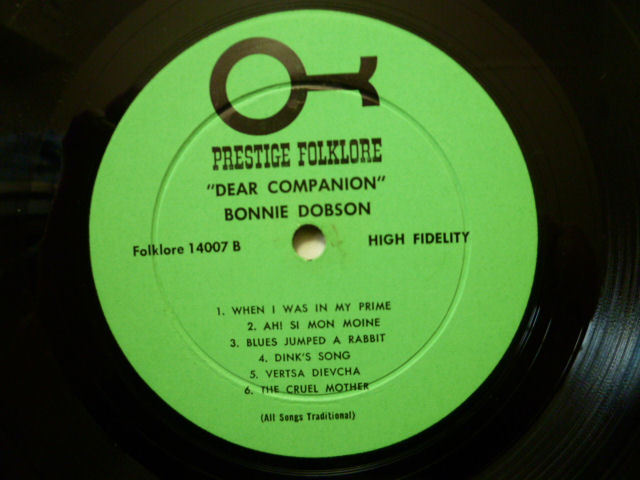 PRESTIGE FOLKLORE
"DEAR COMPANION"
BONNIE DOBSON
Folklore 14007 B HIGH FIDELITY
1. WHEN I WAS IN MY PRIME
2. AH! SI MON MOINE
3. BLUES JUMPED A RABBIT
4. DINK'S SONG
5. VERTSA DIEVCHA
6. THE CRUEL MOTHER
(All Songs Traditional)